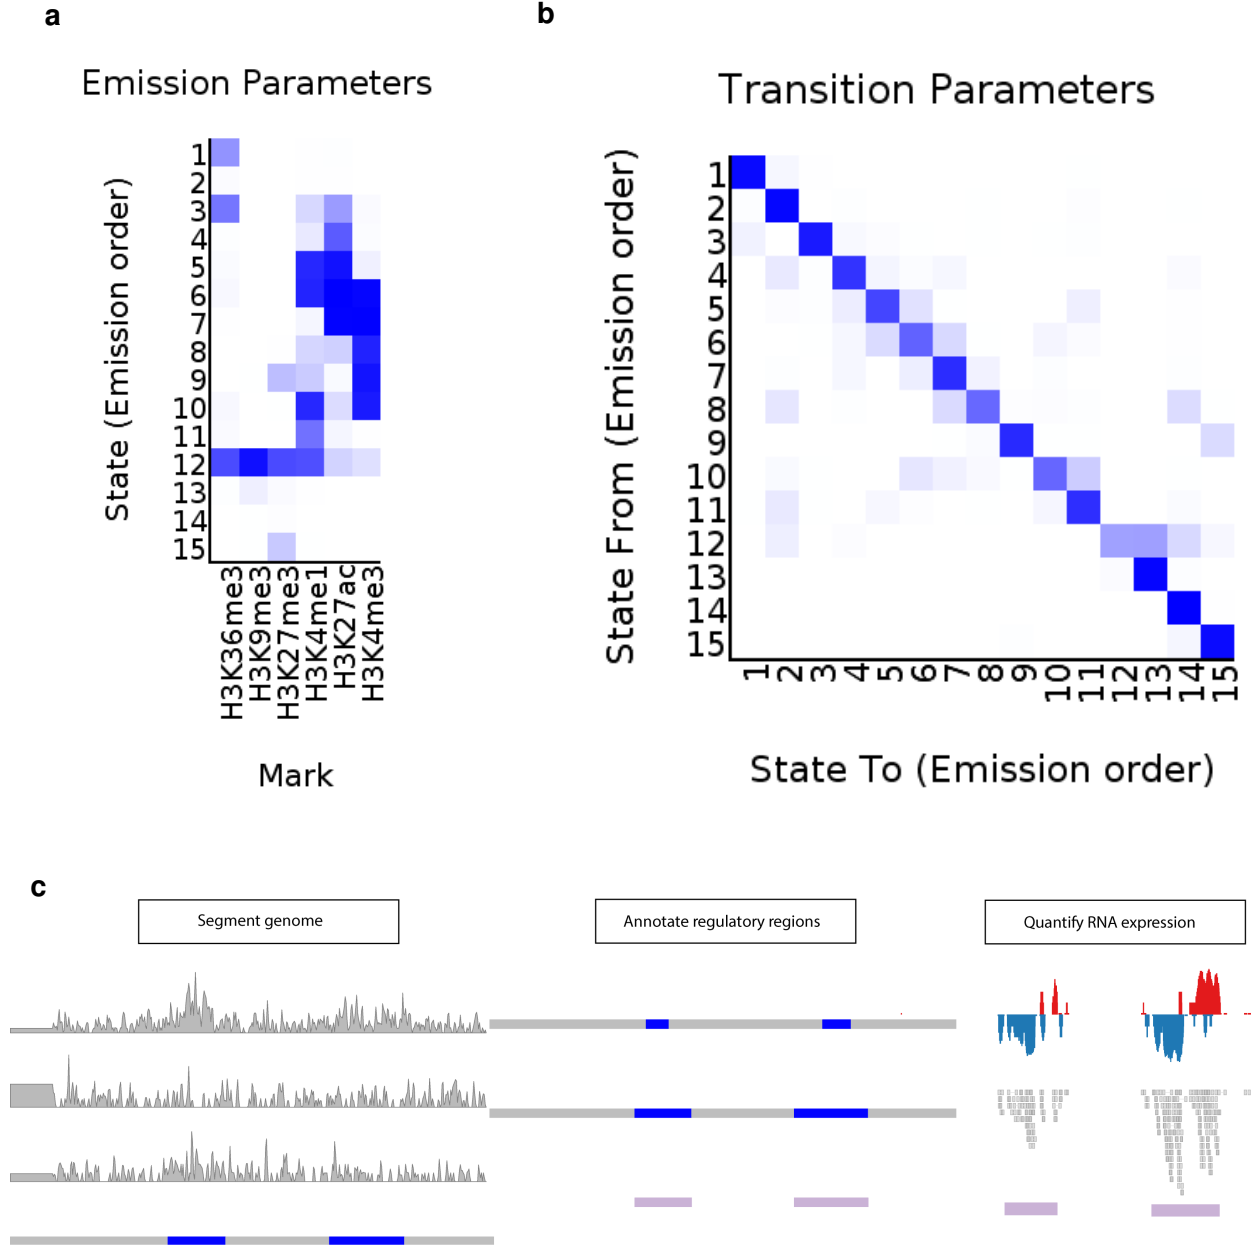 a
Emission Parameters
State (Emission order)
1
2
3
4
5
6
7
8
9
10
11
12
13
14
15
H3K36me3
H3K9me3
H3K27me3
H3K4me1
H3K27ac
H3K4me3
Mark
b
Transition Parameters
State From (Emission order)
1
2
3
4
5
6
7
8
9
10
11
12
13
14
15
1
2
3
4
5
6
7
8
9
10
11
12
13
14
15
State To (Emission order)
c
Segment genome
Annotate regulatory regions
Quantify RNA expression